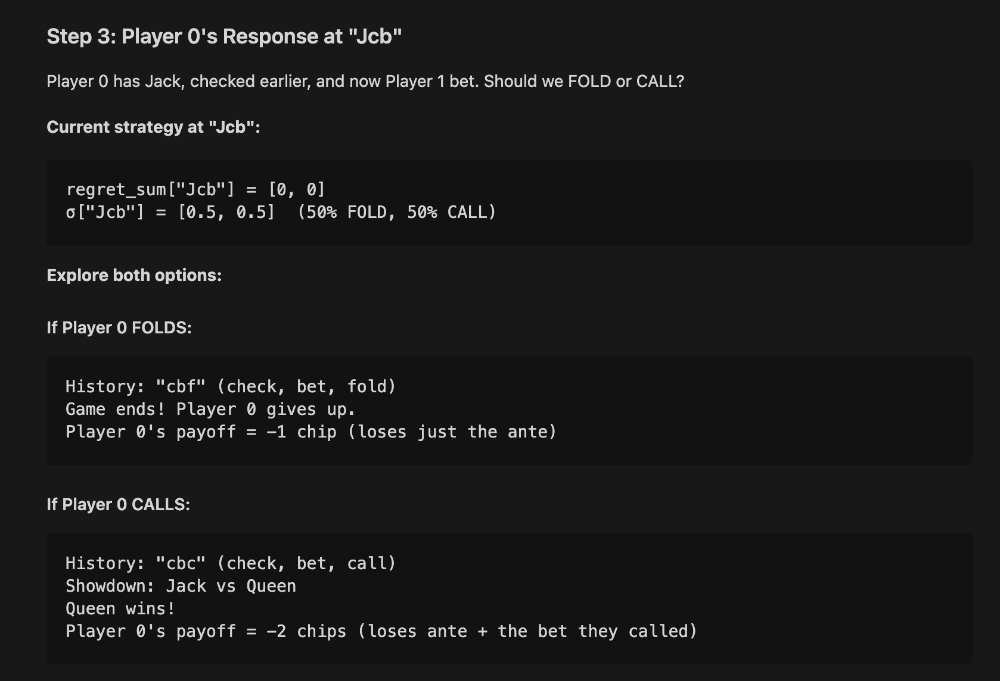 Step 3: Player 0's Response at "Jcb"
Player 0 has Jack, checked earlier, and now Player 1 bet. Should we FOLD or CALL?
Current strategy at "Jcb":
regret_sum["Jcb"] = [0, 0]
σ["Jcb"] = [0.5, 0.5]  (50% FOLD, 50% CALL)
Explore both options:
If Player 0 FOLDS:
History: "cbf" (check, bet, fold)
Game ends! Player 0 gives up.
Player 0's payoff = −1 chip (loses just the ante)
If Player 0 CALLS:
History: "cbc" (check, bet, call)
Showdown: Jack vs Queen
Queen wins!
Player 0's payoff = −2 chips (loses ante + the bet they called)